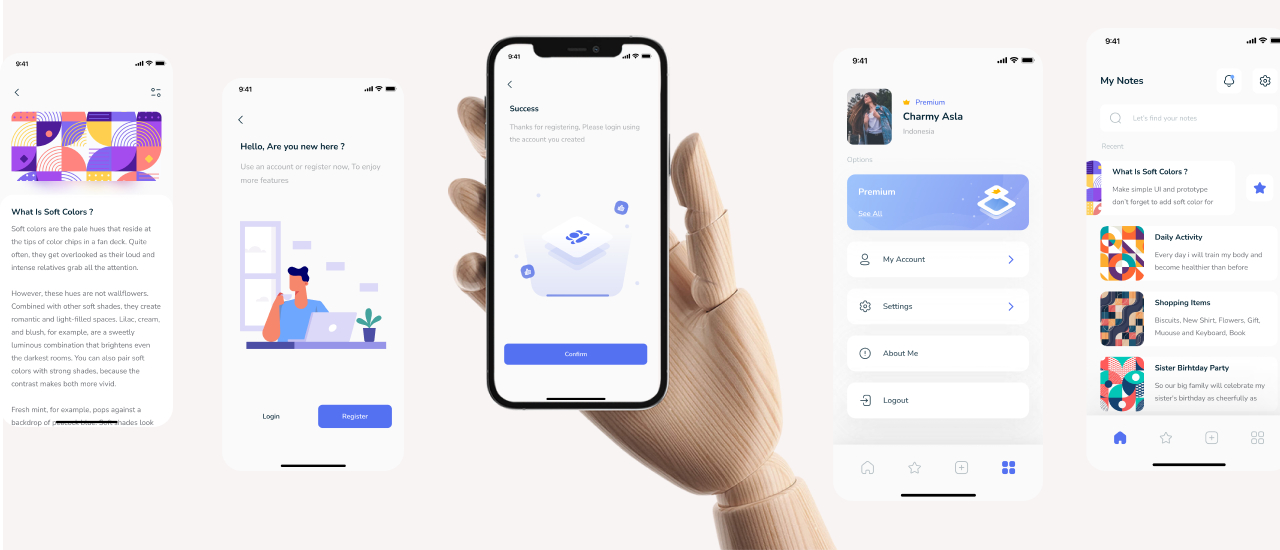 9:41
What Is Soft Colors ?
Soft colors are the pale hues that reside at
the tips of color chips in a fan deck. Quite
often, they get overlooked as their loud and
intense relatives grab all the attention.
However, these hues are not wallflowers.
Combined with other soft shades, they create
romantic and light-filled spaces. Lilac, cream,
and blush, for example, are a sweetly
luminous combination that brightens even
the darkest rooms. You can also pair soft
colors with strong shades, because the
contrast makes both more vivid.
Fresh mint, for example, pops against a
backdrop of peacock blue. Soft shades look
9:41
Hello, Are you new here ?
Use an account or register now, To enjoy
more features
Login
Register
9:41
Success
Thanks for registering, Please login using
the account you created
Confirm
9:41
Premium
Charmy Asla
Indonesia
Options
Premium
See All
My Account
Settings
About Me
Logout
9:41
My Notes
Let's find your notes
Recent
What Is Soft Colors ?
Make simple UI and prototype
don't forget to add soft color for
Daily Activity
Every day i will train my body and
become healthier than before
Shopping Items
Biscuits, New Shirt, Flowers, Gift,
Muouse and Keyboard, Book
Sister Birhtday Party
So our big family will celebrate my
sister's birthday as cheerfully as